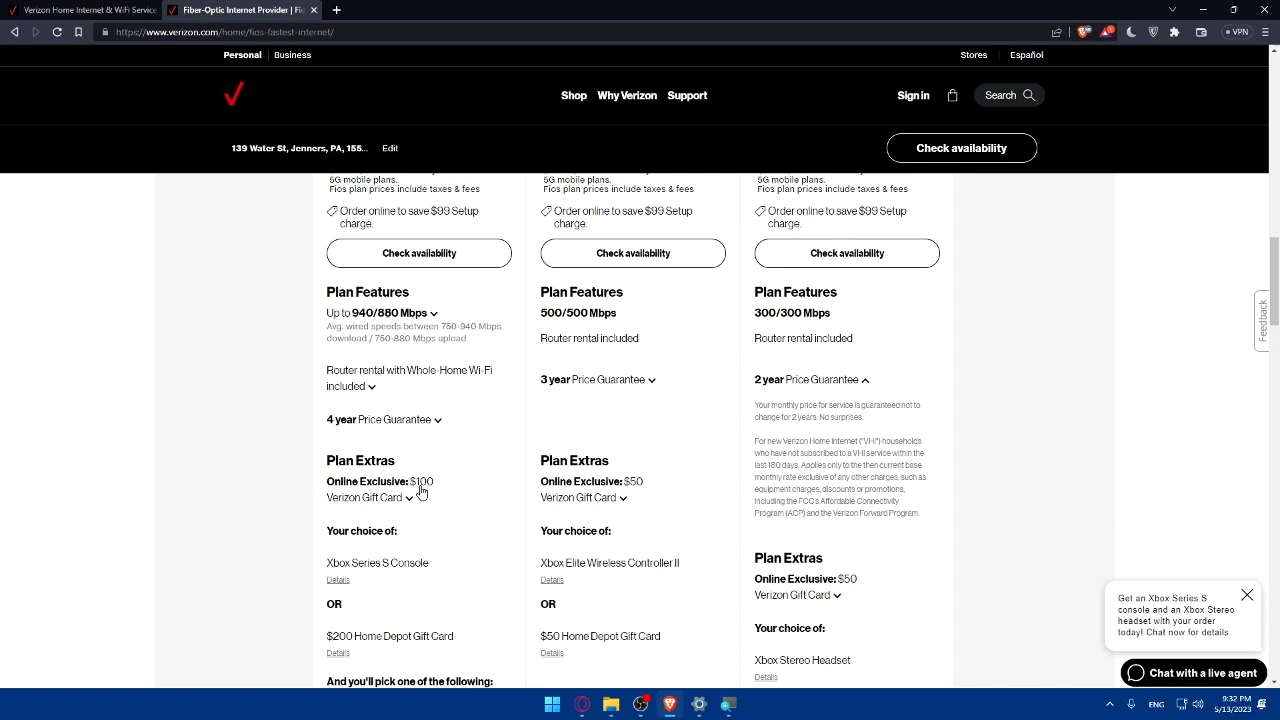 Verizon Home Internet & WiFi Service
Fiber-Optic Internet Provider | Fio
https://www.verizon.com/home/fios-fastest-internet/
VPN
Personal
Business
Stores
Español
Shop
Why Verizon
Support
Sign in
Search
139 Water St, Jenners, PA, 155...
Edit
Check availability
5G mobile plans.
Fios plan prices include taxes & fees
Order online to save $99 Setup
charge.
Check availability
Plan Features
Up to 940/880 Mbps
Avg. wired speeds between 750-940 Mbps
download / 750-880 Mbps upload
Router rental with Whole-Home Wi-Fi
included
4 year Price Guarantee
Plan Extras
Online Exclusive: $100
Verizon Gift Card
Your choice of:
Xbox Series S Console
Details
OR
$200 Home Depot Gift Card
Details
And you'll pick one of the following:
5G mobile plans.
Fios plan prices include taxes & fees
Order online to save $99 Setup
charge.
Check availability
Plan Features
500/500 Mbps
Router rental included
3 year Price Guarantee
Plan Extras
Online Exclusive: $50
Verizon Gift Card
Your choice of:
Xbox Elite Wireless Controller II
Details
OR
$50 Home Depot Gift Card
Details
5G mobile plans.
Fios plan prices include taxes & fees
Order online to save $99 Setup
charge.
Check availability
Plan Features
300/300 Mbps
Router rental included
2 year Price Guarantee
Your monthly price for service is guaranteed not to
change for 2 years. No surprises.
For new Verizon Home Internet ("VHI") households
who have not subscribed to a VHI service within the
last 180 days. Applies only to the then current base
monthly rate exclusive of any other charges, such as
equipment charges, discounts or promotions,
including the FCC's Affordable Connectivity
Program (ACP) and the Verizon Forward Program.
Plan Extras
Online Exclusive: $50
Verizon Gift Card
Your choice of:
Xbox Stereo Headset
Details
Feedback
Get an Xbox Series S
console and an Xbox Stereo
headset with your order
today! Chat now for details.
Chat with a live agent
ENG
9:32 PM
5/13/2023